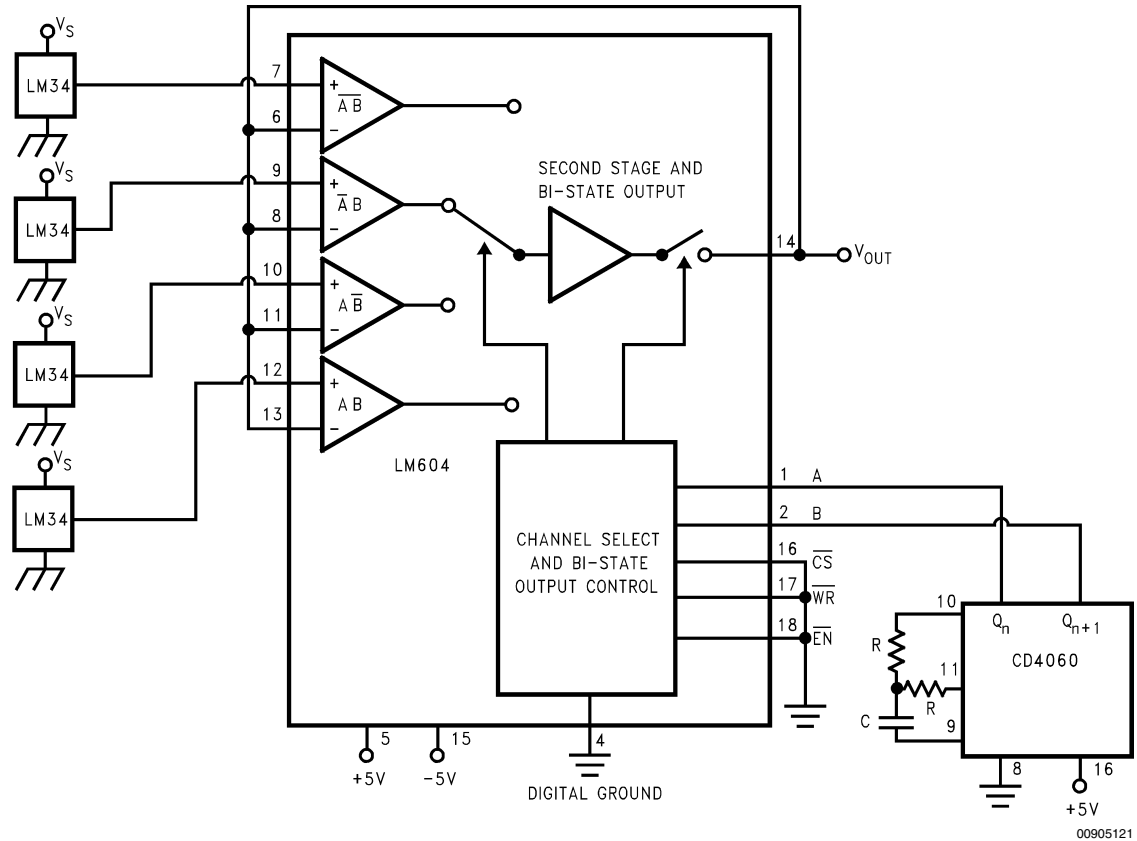 VS
LM34
VS
LM34
VS
LM34
VS
LM34
7
+
A̅ B̅
6
−
9
+
A̅ B
8
−
10
+
A B̅
11
−
12
+
A B
13
−
LM604
SECOND STAGE AND
BI-STATE OUTPUT
14
VOUT
CHANNEL SELECT
AND BI-STATE
OUTPUT CONTROL
1 A
2 B
16 C̅S̅
17 W̅R̅
18 E̅N̅
5
+5V
15
−5V
4
DIGITAL GROUND
10
R
11
R
C
9
Qn
Qn+1
CD4060
8
16
+5V
00905121